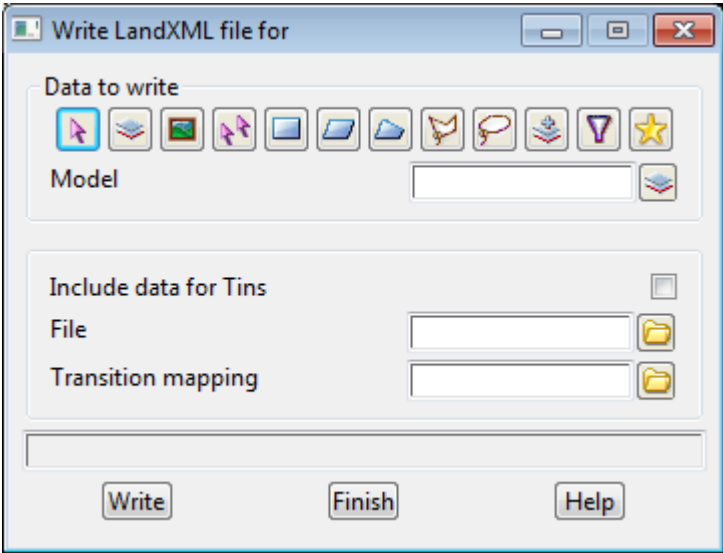 Write LandXML file for
Data to write
Model
Include data for Tins
File
Transition mapping
Write Finish Help